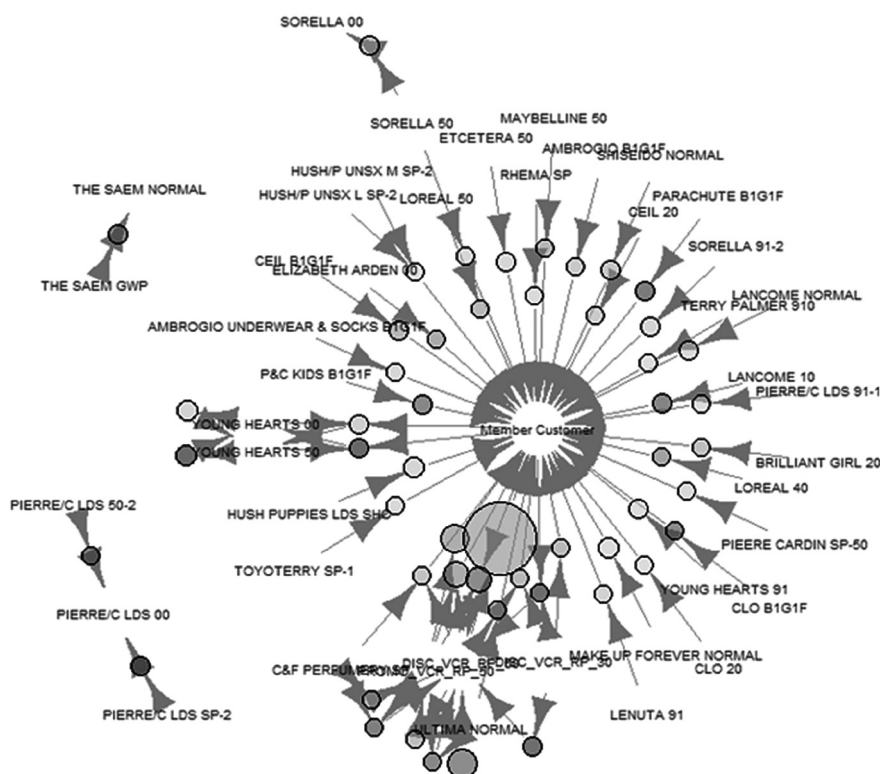 SORELLA 00
SORELLA 50
ETCETERA 50
MAYBELLINE 50
AMBROGIO B1G1F
SHISEIDO NORMAL
HUSH/P UNSX M SP-2
RHEMA SP
THE SAEM NORMAL
HUSH/P UNSX L SP-2
LOREAL 50
PARACHUTE B1G1F
CEIL 20
SORELLA 91-2
CEIL B1G1F
ELIZABETH ARDEN 00
THE SAEM GWP
LANCOME NORMAL
TERRY PALMER 910
AMBROGIO UNDERWEAR & SOCKS B1G1F
P&C KIDS B1G1F
LANCOME 10
PIERRE/C LDS 91-1
YOUNG HEARTS 00
Member Customer
YOUNG HEARTS 50
BRILLIANT GIRL 20
LOREAL 40
PIERRE/C LDS 50-2
HUSH PUPPIES LDS SHO
PIEERE CARDIN SP-50
TOYOTERRY SP-1
YOUNG HEARTS 91
CLO B1G1F
PIERRE/C LDS 00
MAKE UP FOREVER NORMAL
C&F PERFUMERY
DISC_VCR_RP_30
CLO 20
PIERRE/C LDS SP-2
LENUTA 91
ULTIMA NORMAL